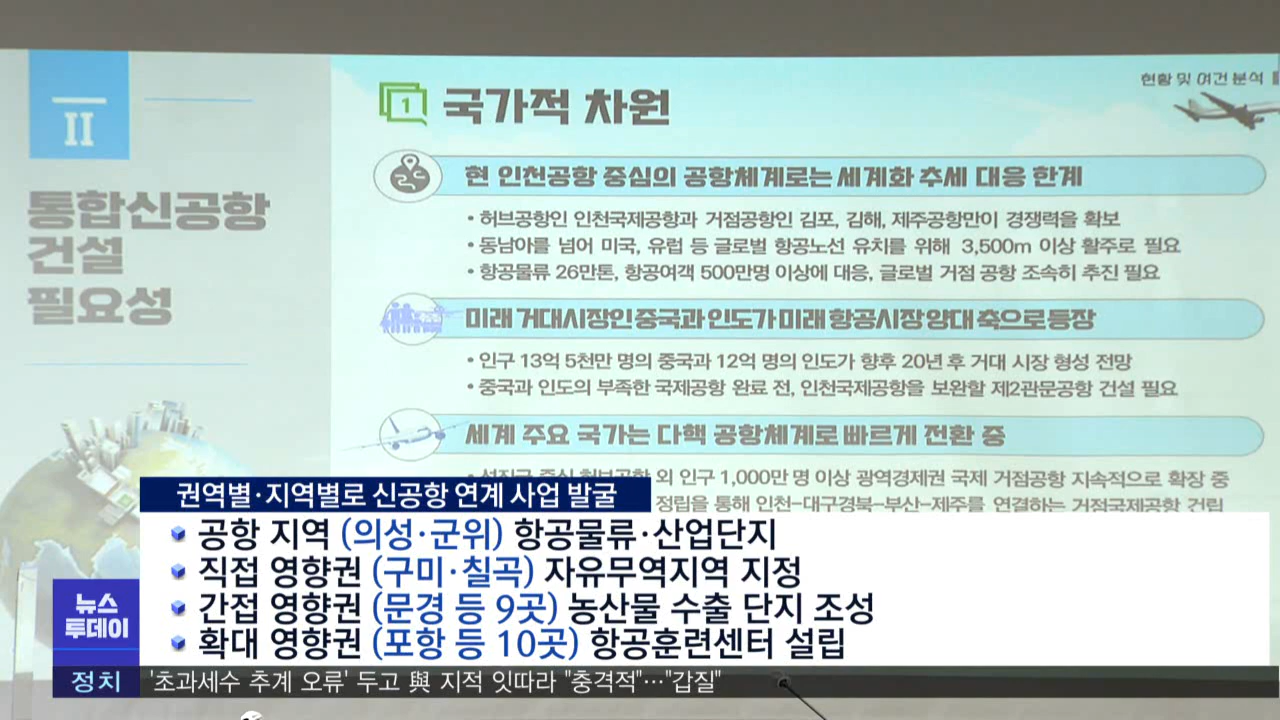 현황 및 여건 분석
II
통합신공항
건설
필요성
1 국가적 차원
현 인천공항 중심의 공항체계로는 세계화 추세 대응 한계
• 허브공항인 인천국제공항과 거점공항인 김포, 김해, 제주공항만이 경쟁력을 확보
• 동남아를 넘어 미국, 유럽 등 글로벌 항공노선 유치를 위해 3,500m 이상 활주로 필요
• 항공물류 26만톤, 항공여객 500만명 이상에 대응, 글로벌 거점 공항 조속히 추진 필요
미래 거대시장인 중국과 인도가 미래 항공시장 양대 축으로 등장
• 인구 13억 5천만 명의 중국과 12억 명의 인도가 향후 20년 후 거대 시장 형성 전망
• 중국과 인도의 부족한 국제공항 완료 전, 인천국제공항을 보완할 제2관문공항 건설 필요
세계 주요 국가는 다핵 공항체계로 빠르게 전환 중
외 인구 1,000만 명 이상 광역경제권 국제 거점공항 지속적으로 확장 중
정립을 통해 인천-대구경북-부산-제주를 연결하는 거점국제공항 건립
권역별·지역별로 신공항 연계 사업 발굴
공항 지역 (의성·군위) 항공물류·산업단지
직접 영향권 (구미·칠곡) 자유무역지역 지정
간접 영향권 (문경 등 9곳) 농산물 수출 단지 조성
확대 영향권 (포항 등 10곳) 항공훈련센터 설립
뉴스
투데이
정치 '초과세수 추계 오류' 두고 與 지적 잇따라 "충격적"…"갑질"